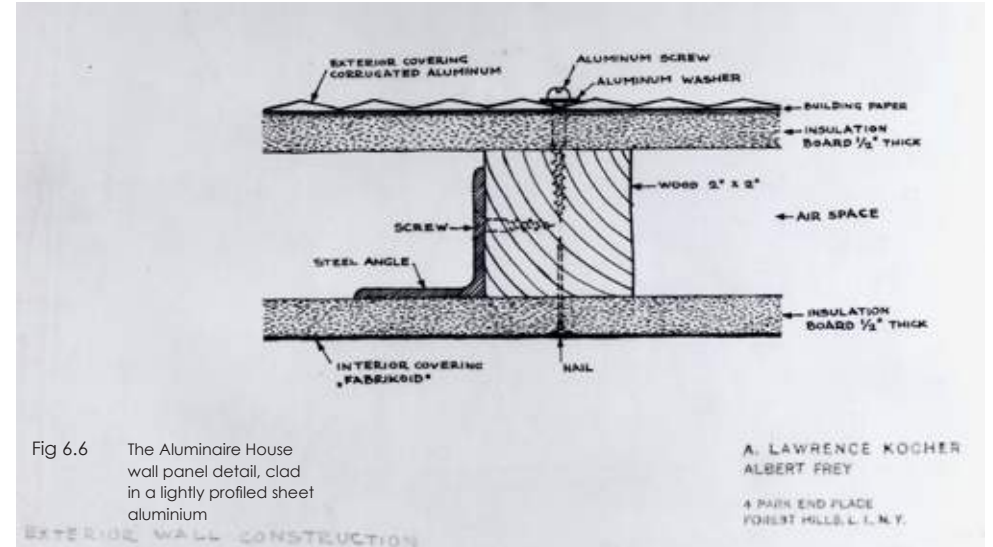 EXTERIOR COVERING
CORRUGATED ALUMINUM
ALUMINUM SCREW
ALUMINUM WASHER
BUILDING PAPER
INSULATION
BOARD 1/2" THICK
WOOD 2" X 2"
AIR SPACE
SCREW
STEEL ANGLE
INSULATION
BOARD 1/2" THICK
INTERIOR COVERING
"FABRIKOID"
NAIL
Fig 6.6
The Aluminaire House
wall panel detail, clad
in a lightly profiled sheet
aluminium
A. LAWRENCE KOCHER
ALBERT FREY
4 PARK END PLACE
FOREST HILLS, L. I., N. Y.
EXTERIOR WALL CONSTRUCTION